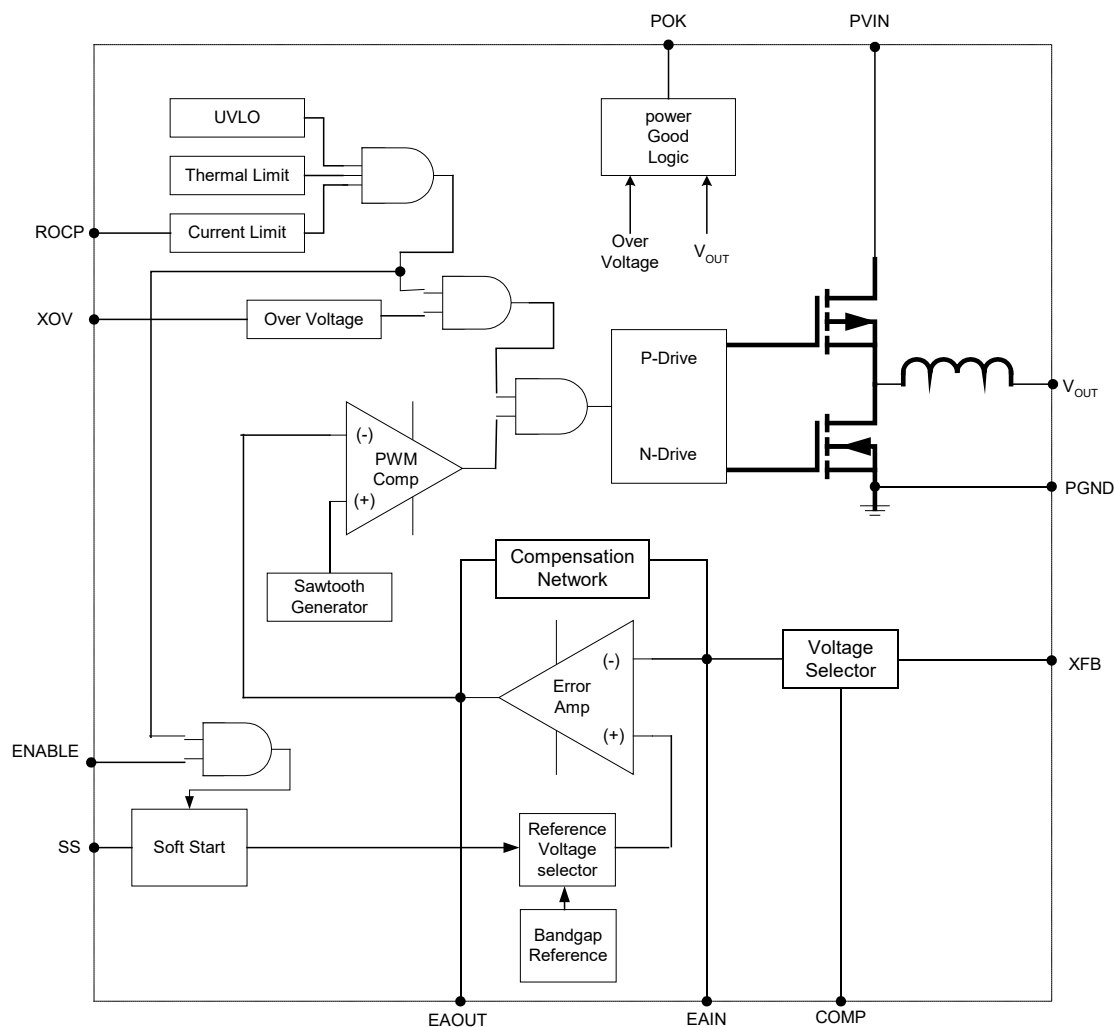 POK
PVIN
UVLO
power
Good
Logic
Thermal Limit
ROCP
Current Limit
Over
Voltage
VOUT
XOV
Over Voltage
P-Drive
VOUT
(-)
PWM
Comp
(+)
N-Drive
PGND
Sawtooth
Generator
Compensation
Network
Voltage
Selector
XFB
(-)
Error
Amp
(+)
ENABLE
SS
Soft Start
Reference
Voltage
selector
Bandgap
Reference
EAOUT
EAIN
COMP